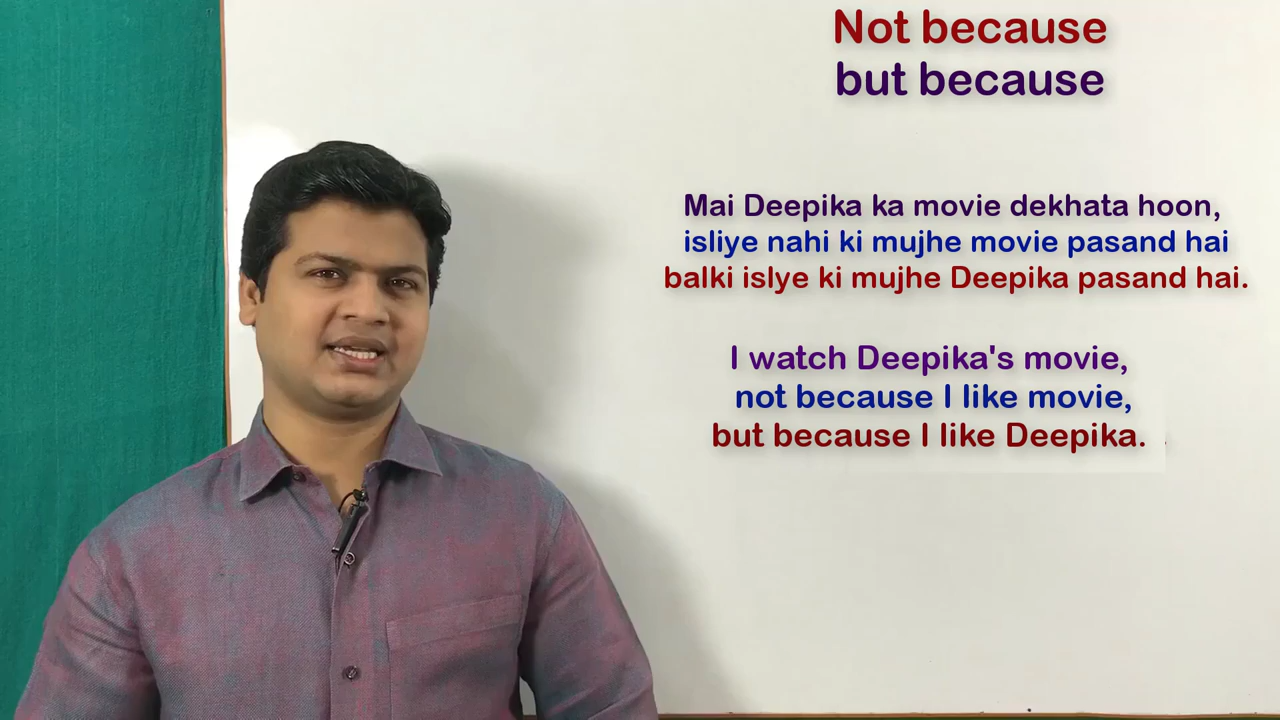 Not because
but because
Mai Deepika ka movie dekhata hoon,
isliye nahi ki mujhe movie pasand hai
balki islye ki mujhe Deepika pasand hai.
I watch Deepika's movie,
not because I like movie,
but because I like Deepika.